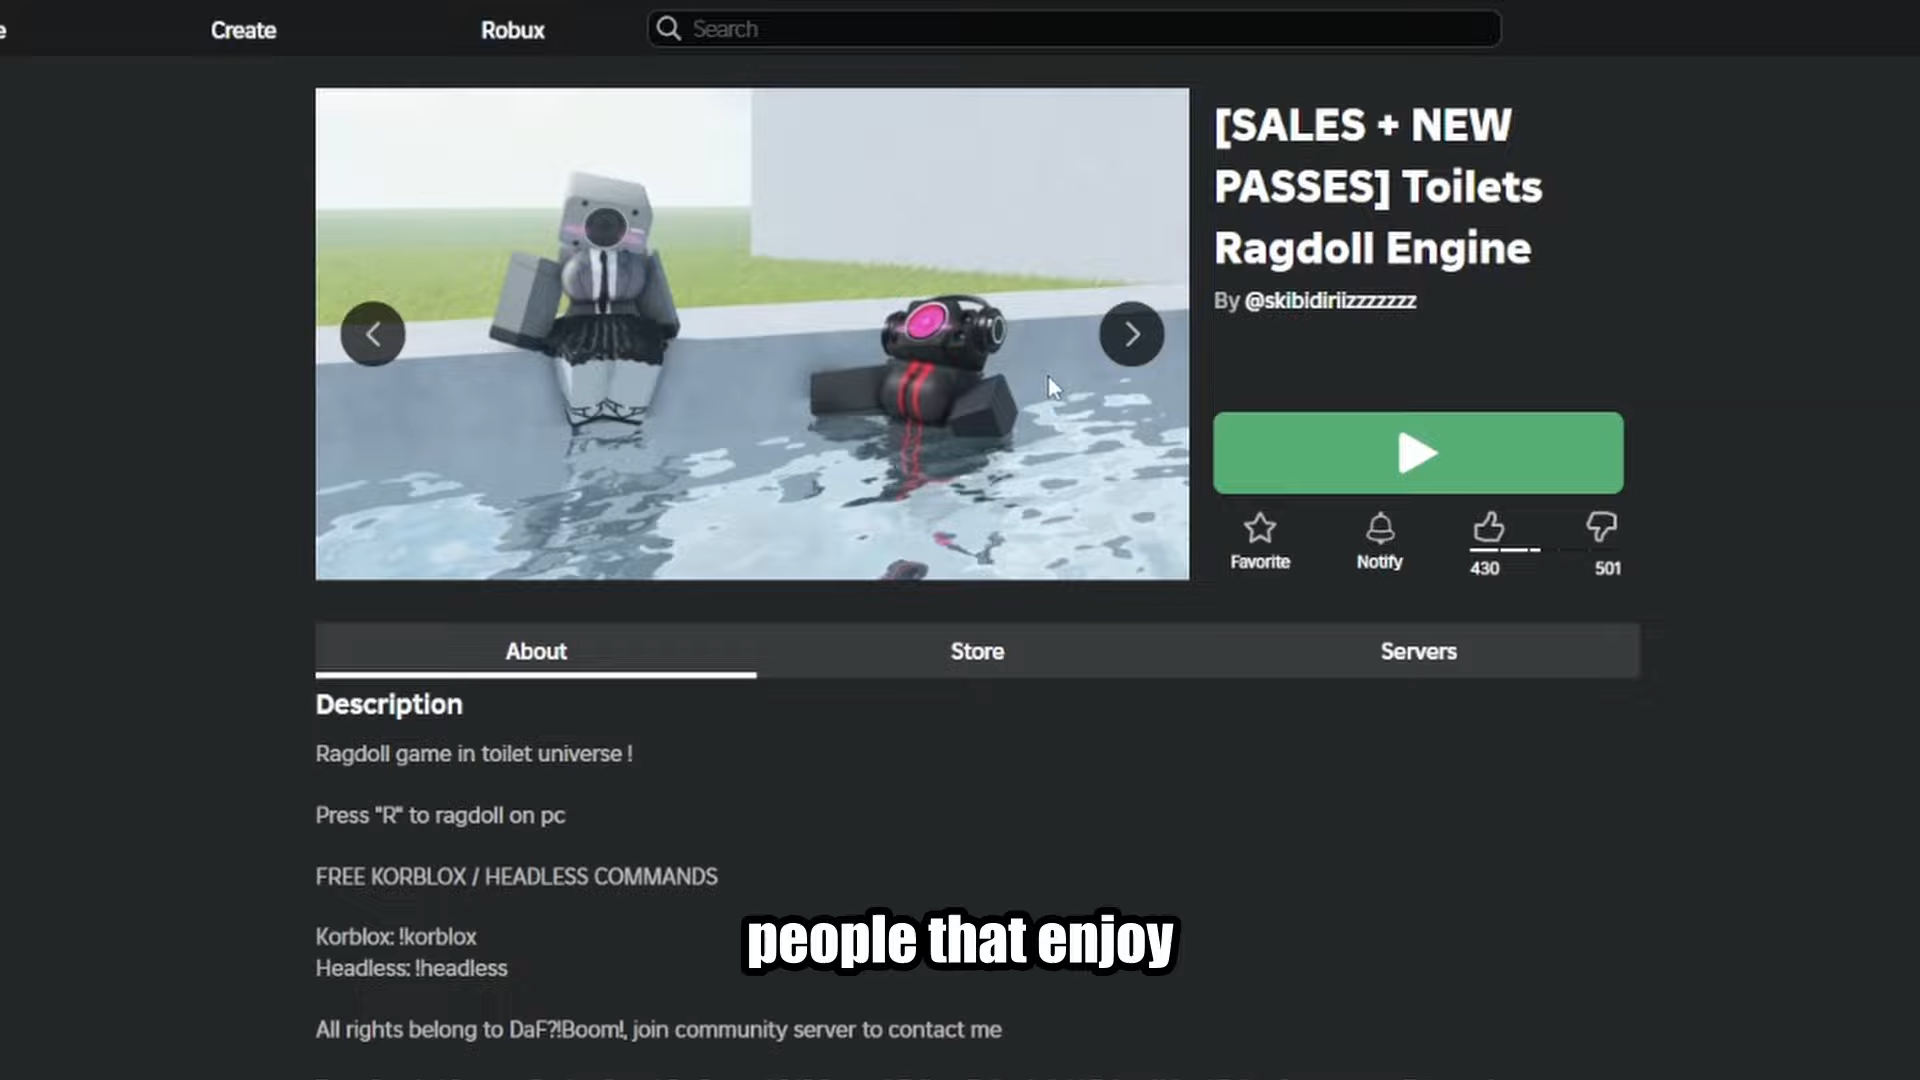 Create
Robux
Search
[SALES + NEW
PASSES] Toilets
Ragdoll Engine
By @skibidiriizzzzzzz
Favorite
Notify
430
501
About
Store
Servers
Description
Ragdoll game in toilet universe !
Press "R" to ragdoll on pc
FREE KORBLOX / HEADLESS COMMANDS
Korblox: !korblox
Headless: !headless
people that enjoy
All rights belong to DaF?!Boom!, join community server to contact me